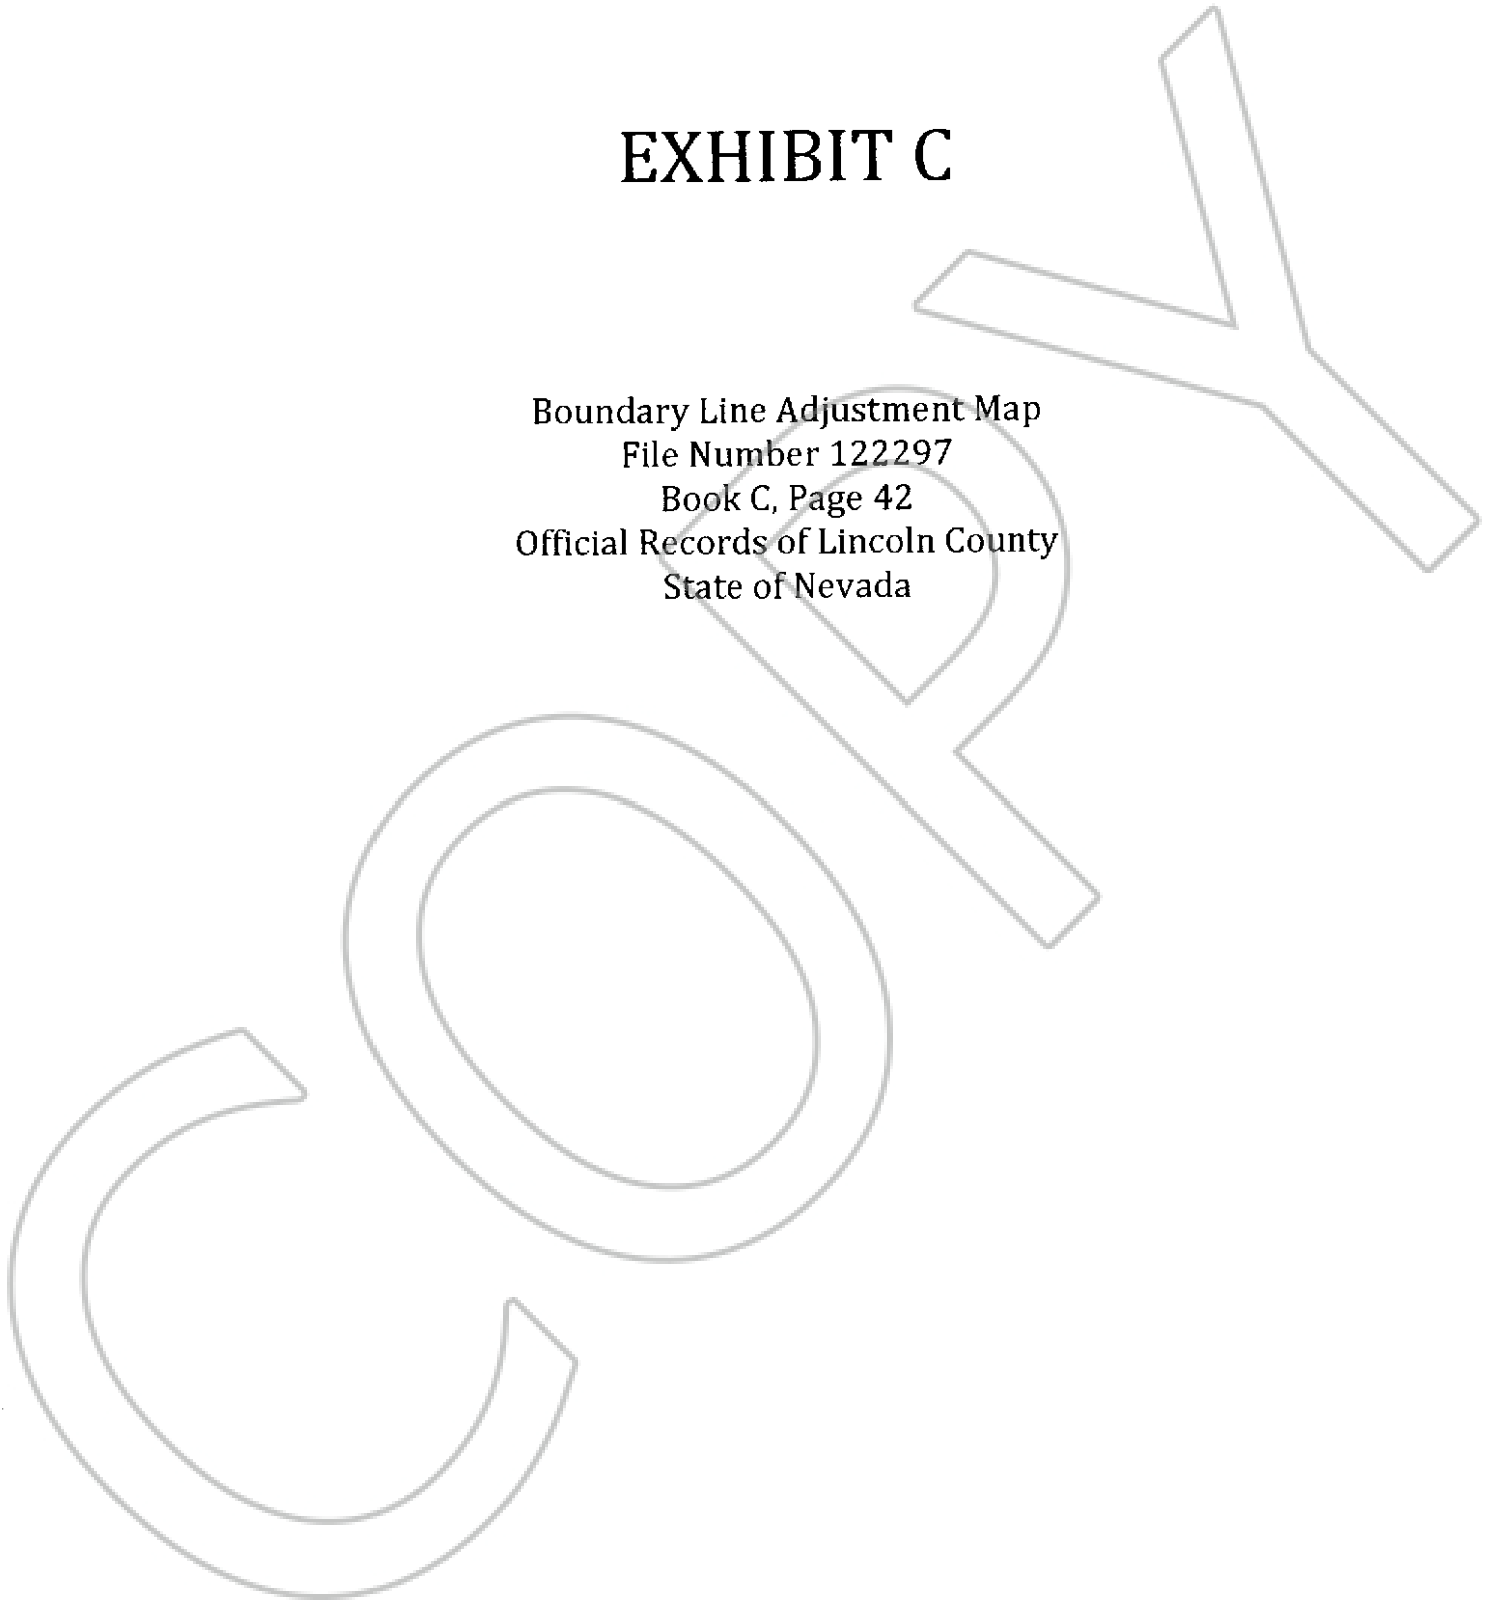 EXHIBIT C
Boundary Line Adjustment Map
File Number 122297
Book C, Page 42
Official Records of Lincoln County
State of Nevada
COPY